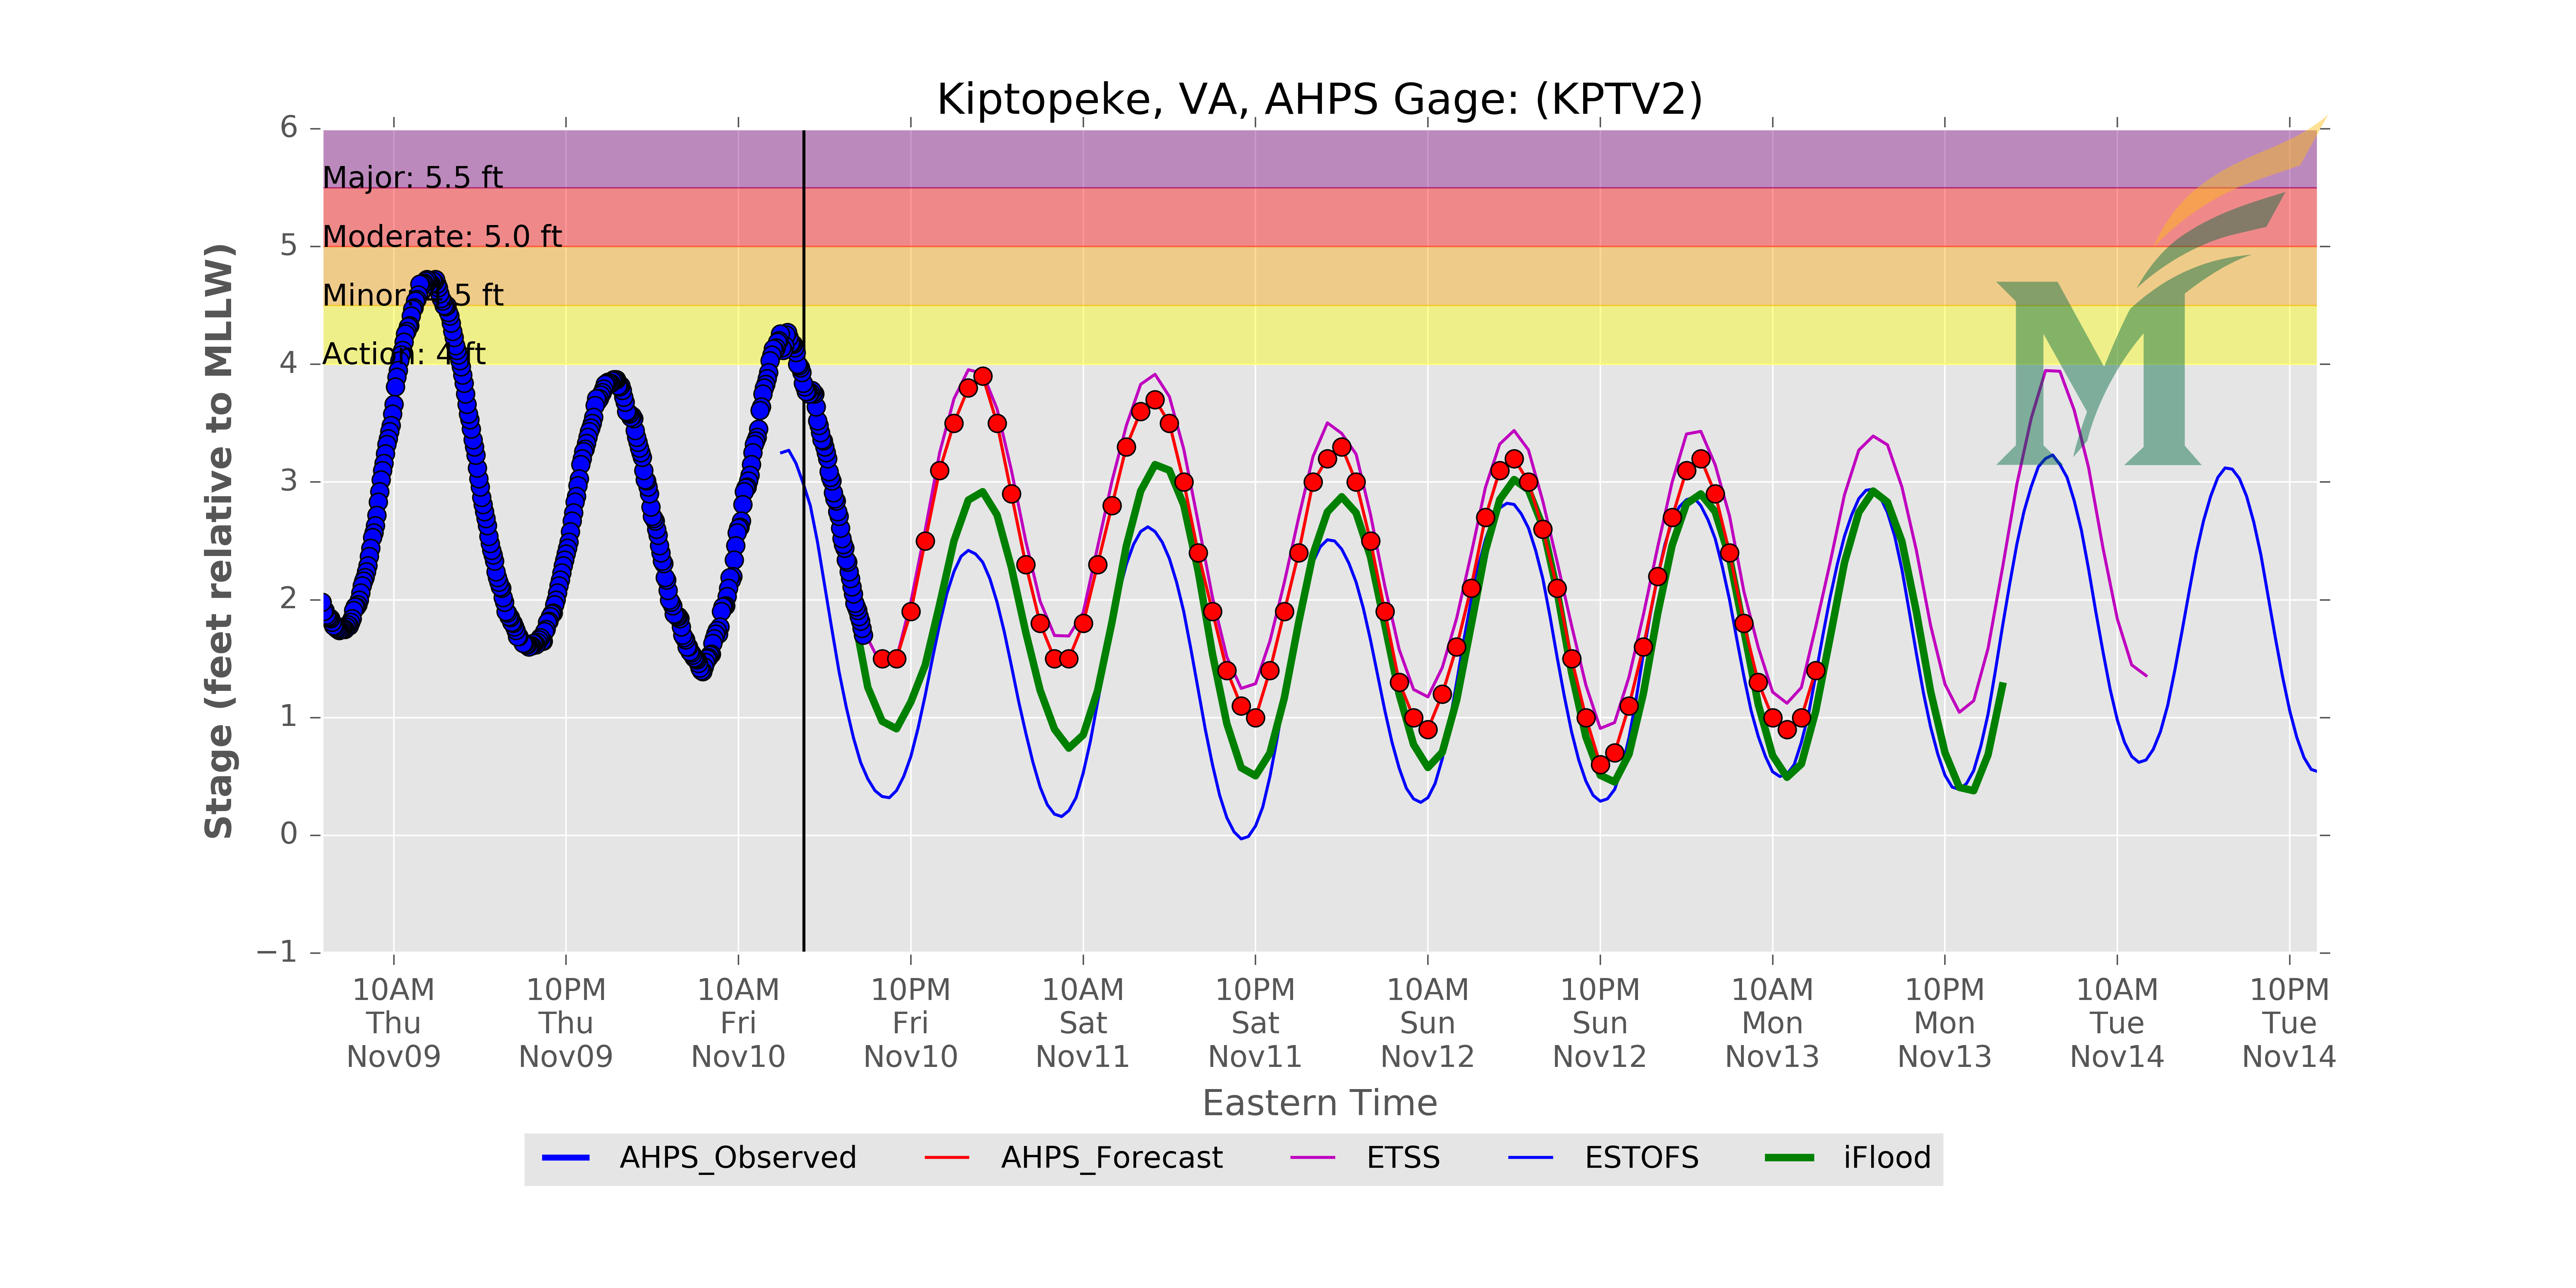 Kiptopeke, VA, AHPS Gage: (KPTV2)
Stage (feet relative to MLLW)
6
5
4
3
2
1
0
−1
Major: 5.5 ft
Moderate: 5.0 ft
Minor: 4.5 ft
Action: 4 ft
M
10AM 10PM 10AM 10PM 10AM 10PM 10AM 10PM 10AM 10PM 10AM 10PM
Thu Thu Fri Fri Sat Sat Sun Sun Mon Mon Tue Tue
Nov09 Nov09 Nov10 Nov10 Nov11 Nov11 Nov12 Nov12 Nov13 Nov13 Nov14 Nov14
Eastern Time
AHPS_Observed AHPS_Forecast ETSS ESTOFS iFlood